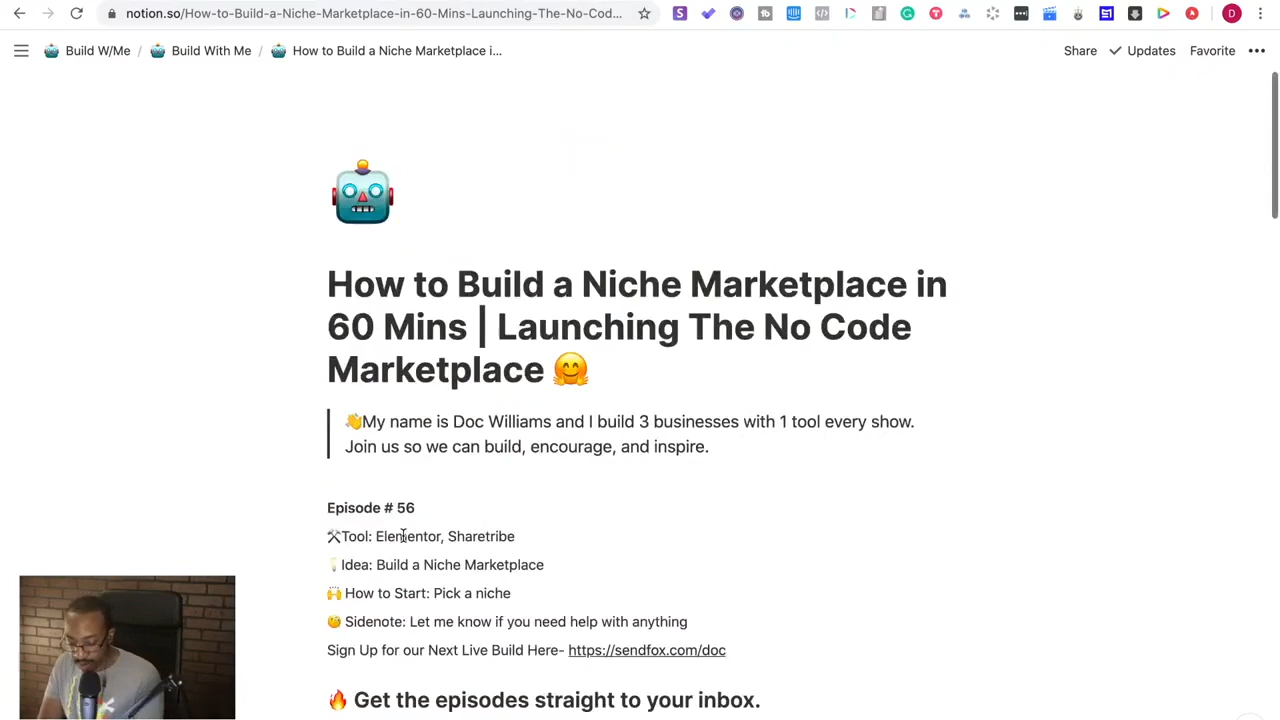 notion.so/How-to-Build-a-Niche-Marketplace-in-60-Mins-Launching-The-No-Cod...
Build W/Me / Build With Me / How to Build a Niche Marketplace i...
Share Updates Favorite
How to Build a Niche Marketplace in
60 Mins | Launching The No Code
Marketplace 🤗
👋My name is Doc Williams and I build 3 businesses with 1 tool every show.
Join us so we can build, encourage, and inspire.
Episode # 56
⚒Tool: Elementor, Sharetribe
💡Idea: Build a Niche Marketplace
🙌 How to Start: Pick a niche
🧐 Sidenote: Let me know if you need help with anything
Sign Up for our Next Live Build Here- https://sendfox.com/doc
🔥 Get the episodes straight to your inbox.